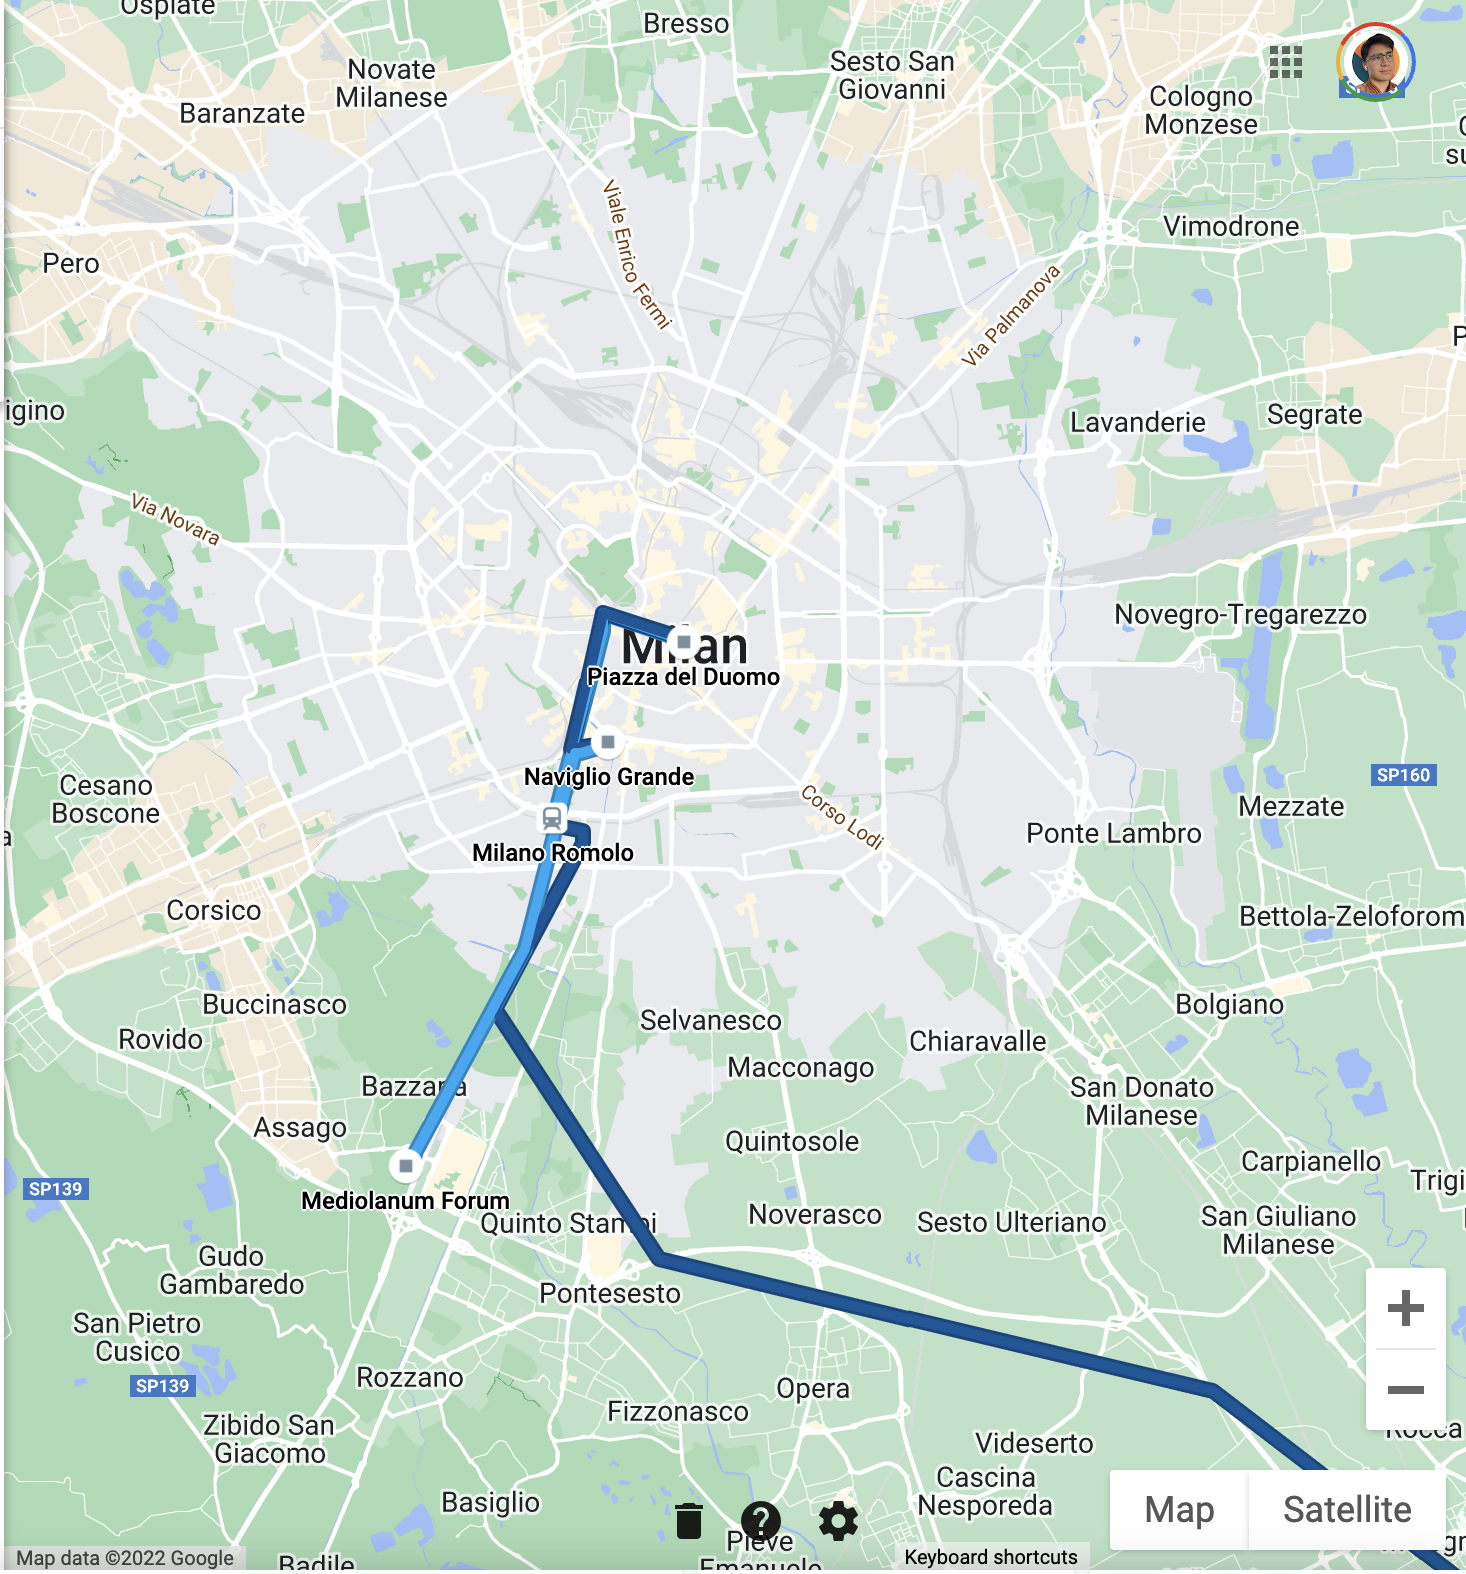 Ospiate
Bresso
Novate
Milanese
Sesto San
Giovanni
Baranzate
Cologno
Monzese
Viale Enrico Fermi
Vimodrone
Pero
Via Palmanova
igino
Lavanderie
Segrate
Via Novara
Novegro-Tregarezzo
Milan
Piazza del Duomo
Naviglio Grande
SP160
Cesano
Boscone
Corso Lodi
Mezzate
Ponte Lambro
Milano Romolo
Corsico
Bettola-Zeloforom
Buccinasco
Bolgiano
Rovido
Selvanesco
Chiaravalle
Macconago
Bazzana
San Donato
Milanese
Assago
Quintosole
Carpianello
Trigi
SP139
Mediolanum Forum
Quinto Stampi
Noverasco
Sesto Ulteriano
San Giuliano
Milanese
Gudo
Gambaredo
Pontesesto
San Pietro
Cusico
SP139
Rozzano
Opera
Fizzonasco
Zibido San
Giacomo
Rocca
Videserto
Cascina
Nesporeda
Basiglio
Map
Satellite
Pieve
Emanuele
Badile
Map data ©2022 Google
Keyboard shortcuts